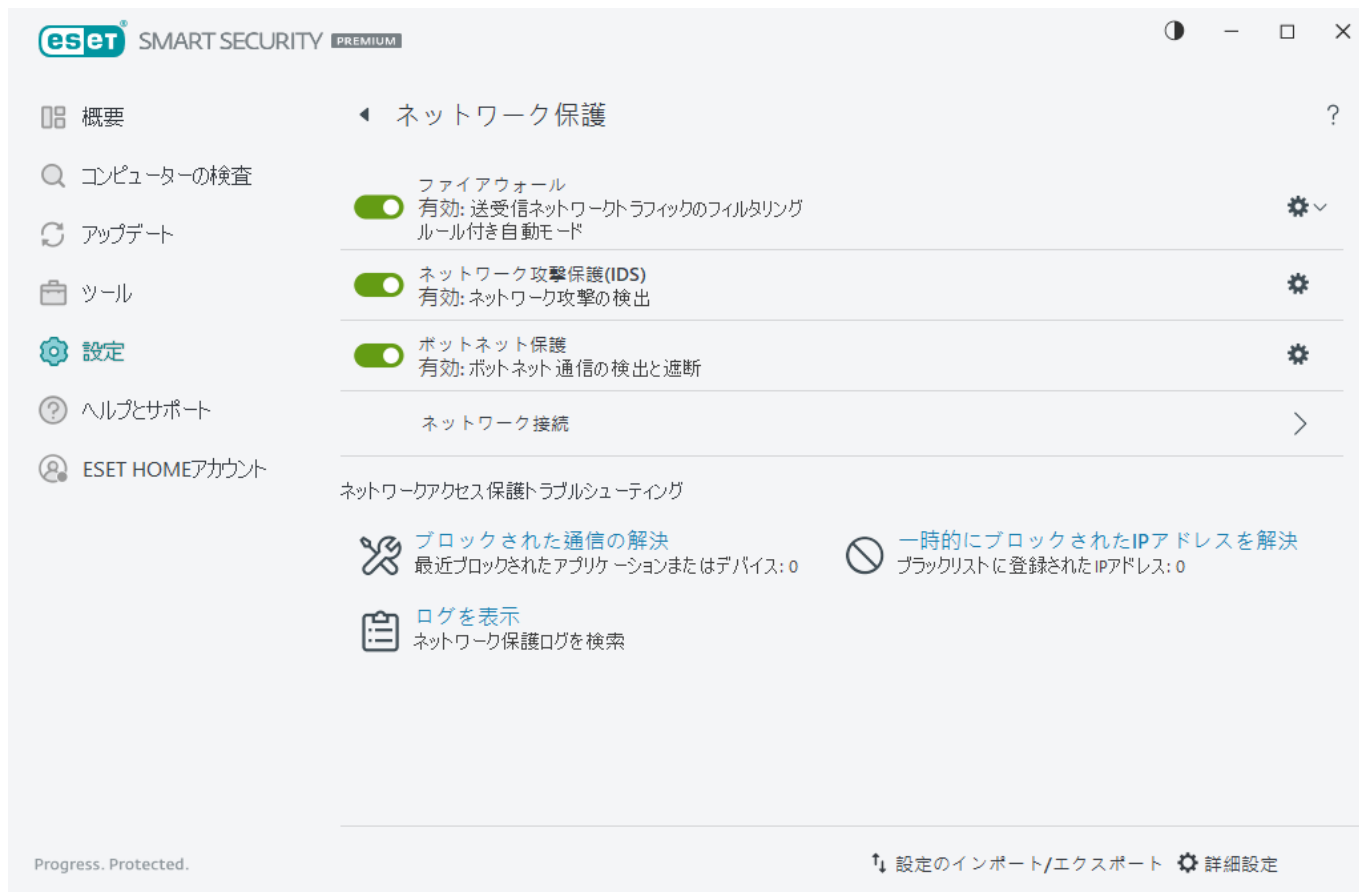 eset® SMART SECURITY PREMIUM
概要
コンピューターの検査
アップデート
ツール
設定
ヘルプとサポート
ESET HOMEアカウント
ネットワーク保護
?
ファイアウォール
有効: 送受信ネットワークトラフィックのフィルタリング
ルール付き自動モード
ネットワーク攻撃保護(IDS)
有効: ネットワーク攻撃の検出
ボットネット保護
有効: ボットネット通信の検出と遮断
ネットワーク接続
ネットワークアクセス保護トラブルシューティング
ブロックされた通信の解決
最近ブロックされたアプリケーションまたはデバイス: 0
一時的にブロックされたIPアドレスを解決
ブラックリストに登録されたIPアドレス: 0
ログを表示
ネットワーク保護ログを検索
Progress. Protected.
設定のインポート/エクスポート
詳細設定